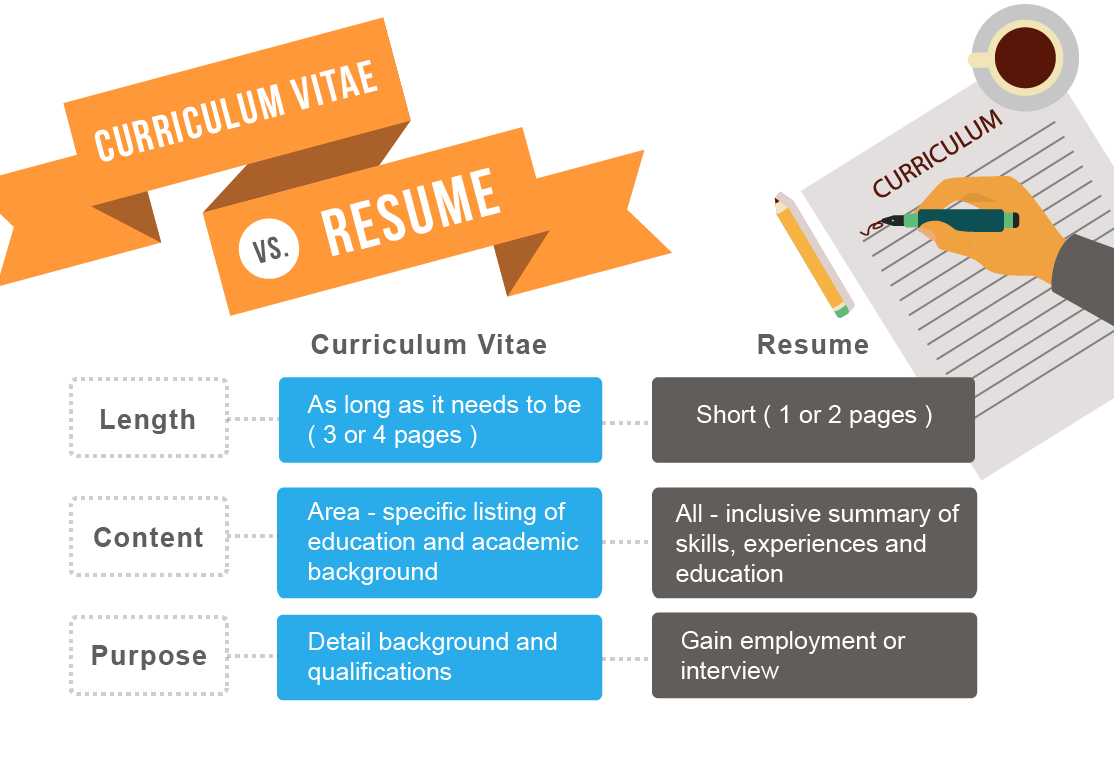 CURRICULUM VITAE
VS. RESUME
CURRICULUM
Curriculum Vitae
Resume
Length
As long as it needs to be
( 3 or 4 pages )
Short ( 1 or 2 pages )
Content
Area - specific listing of
education and academic
background
All - inclusive summary of
skills, experiences and
education
Purpose
Detail background and
qualifications
Gain employment or
interview